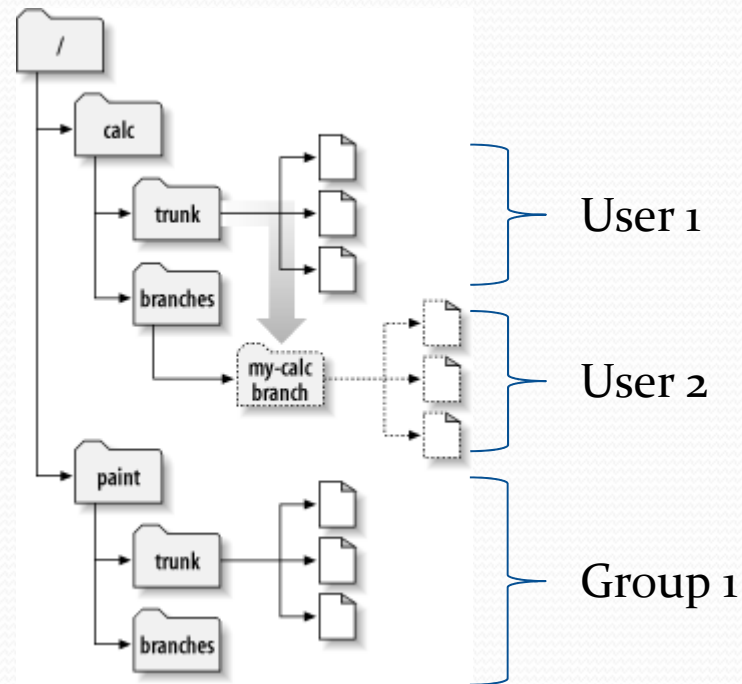 /
calc
trunk
User 1
branches
my-calc
branch
User 2
paint
trunk
Group 1
branches